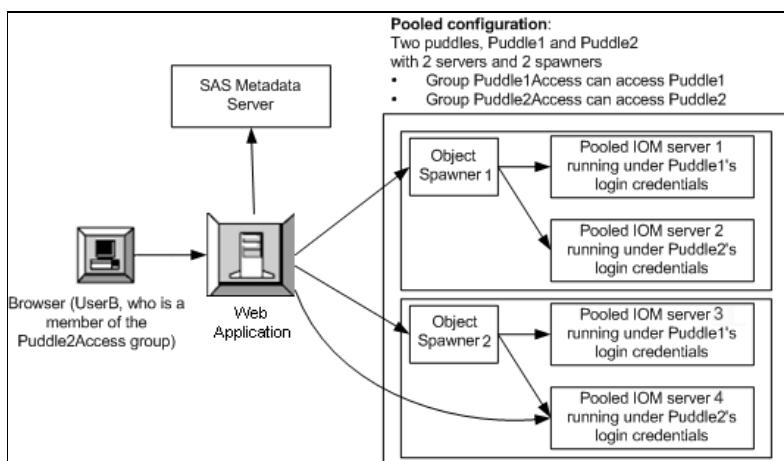 Pooled configuration:
Two puddles, Puddle1 and Puddle2
with 2 servers and 2 spawners
• Group Puddle1Access can access Puddle1
• Group Puddle2Access can access Puddle2
SAS Metadata
Server
Object
Spawner 1
Pooled IOM server 1
running under Puddle1's
login credentials
Pooled IOM server 2
running under Puddle2's
login credentials
Browser (UserB, who is a
member of the
Puddle2Access group)
Web
Application
Object
Spawner 2
Pooled IOM server 3
running under Puddle1's
login credentials
Pooled IOM server 4
running under Puddle2's
login credentials